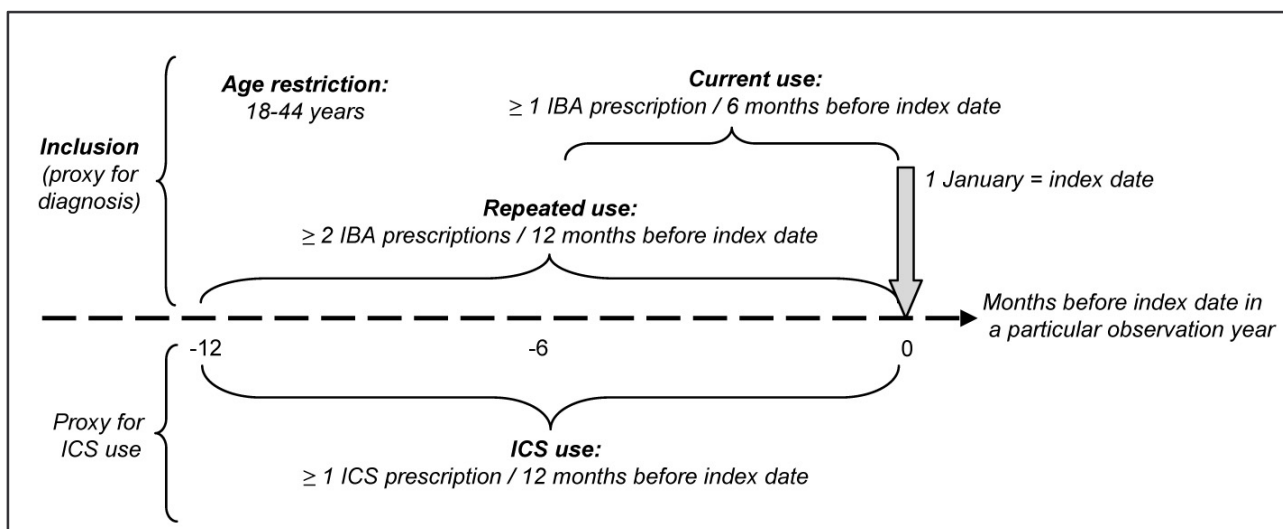 Age restriction:
18-44 years
Current use:
≥ 1 IBA prescription / 6 months before index date
Inclusion
(proxy for
diagnosis)
1 January = index date
Repeated use:
≥ 2 IBA prescriptions / 12 months before index date
Months before index date in
a particular observation year
-12 -6 0
Proxy for
ICS use
ICS use:
≥ 1 ICS prescription / 12 months before index date